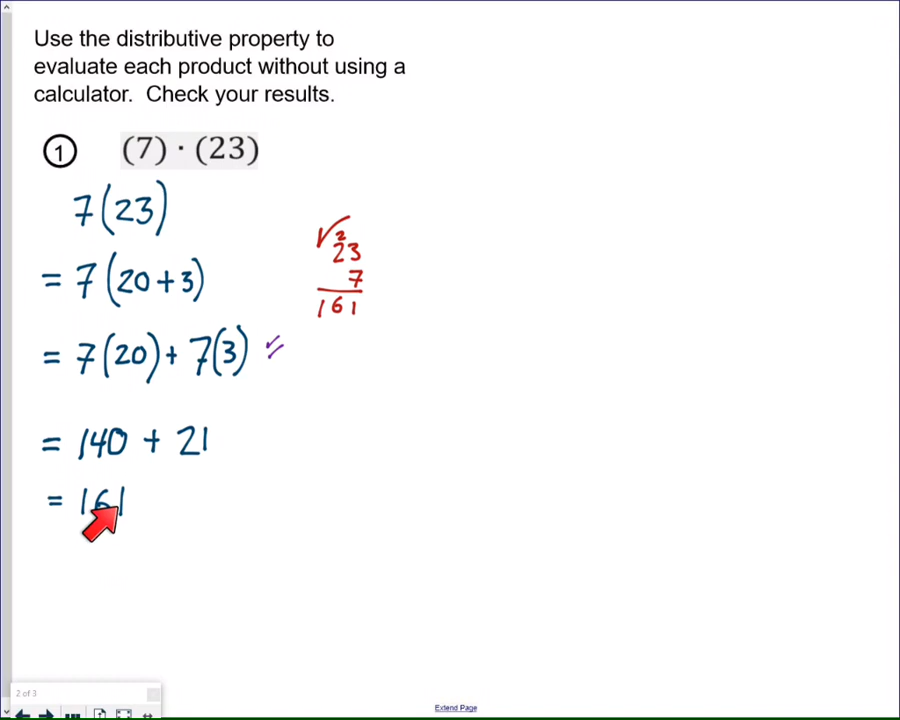 Use the distributive property to
evaluate each product without using a
calculator. Check your results.
① (7) · (23)
7(23)
= 7(20+3)
= 7(20) + 7(3)
= 140 + 21
= 161
✓
2
23
7
161
2 of 3
Extend Page